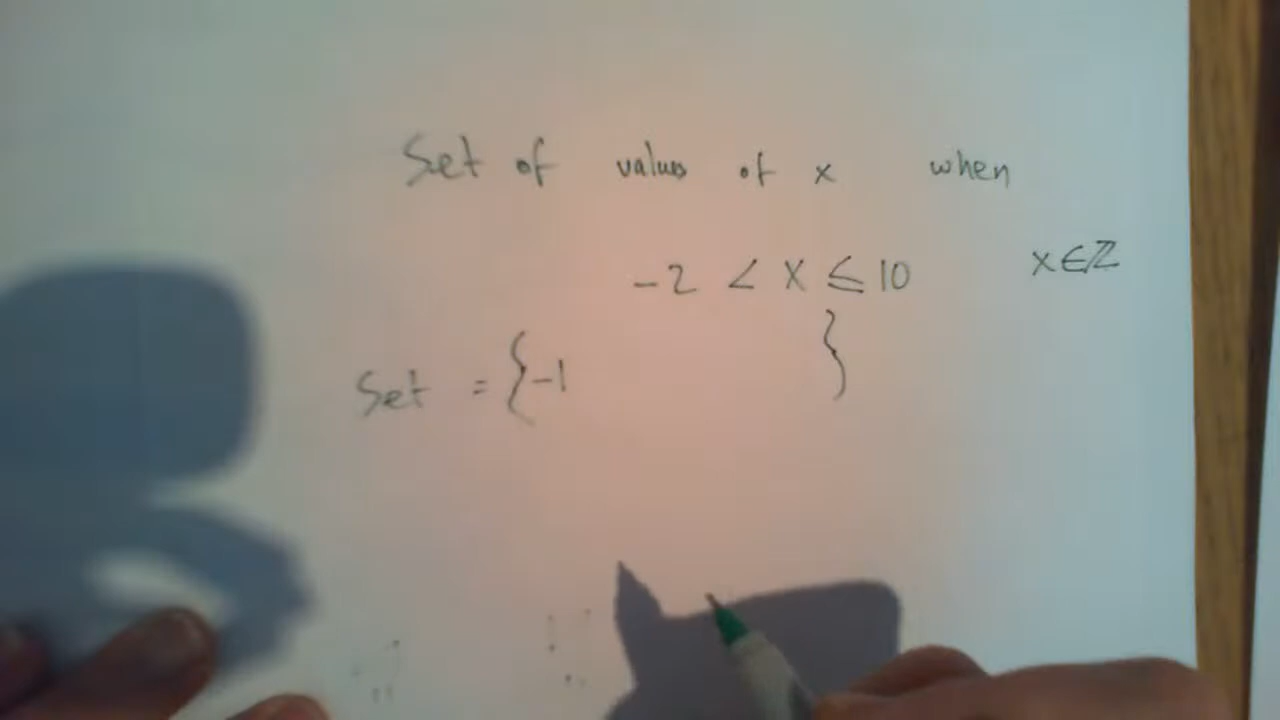 Set of values of x when
-2 < x ≤ 10 x∈ℤ
Set = {-1 }